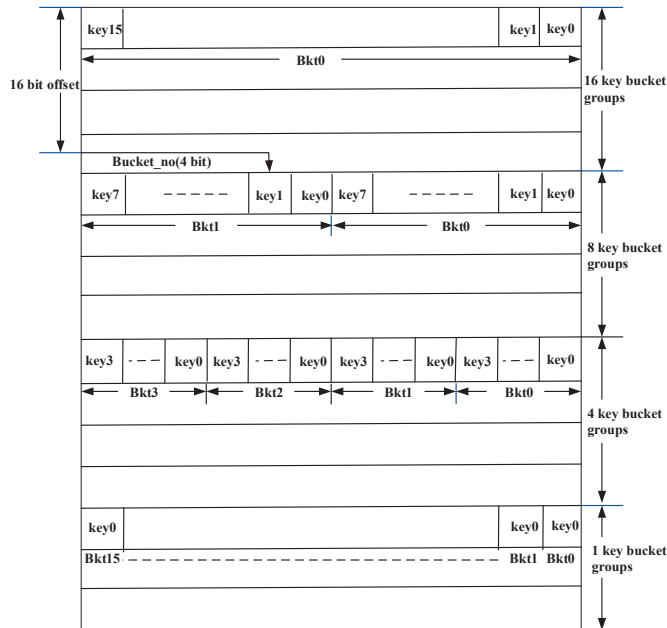 key15 key1 key0
Bkt0
16 bit offset
16 key bucket
groups
Bucket_no(4 bit)
key7 key1 key0 key7 key1 key0
Bkt1 Bkt0
8 key bucket
groups
key3 key0 key3 key0 key3 key0 key3 key0
Bkt3 Bkt2 Bkt1 Bkt0
4 key bucket
groups
key0 key0 key0
Bkt15 Bkt1 Bkt0
1 key bucket
groups